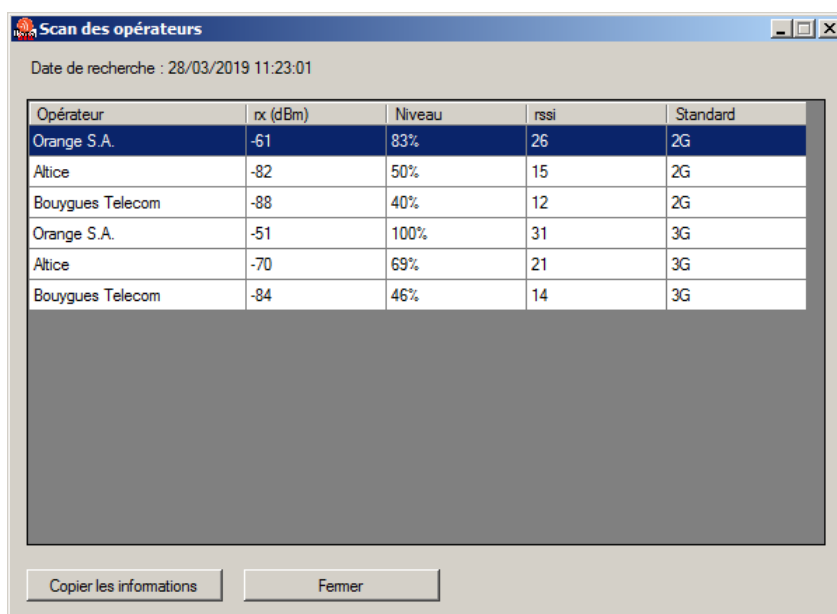 Scan des opérateurs
Date de recherche : 28/03/2019 11:23:01
Opérateur rx (dBm) Niveau rssi Standard
Orange S.A. -61 83% 26 2G
Altice -82 50% 15 2G
Bouygues Telecom -88 40% 12 2G
Orange S.A. -51 100% 31 3G
Altice -70 69% 21 3G
Bouygues Telecom -84 46% 14 3G
Copier les informations Fermer